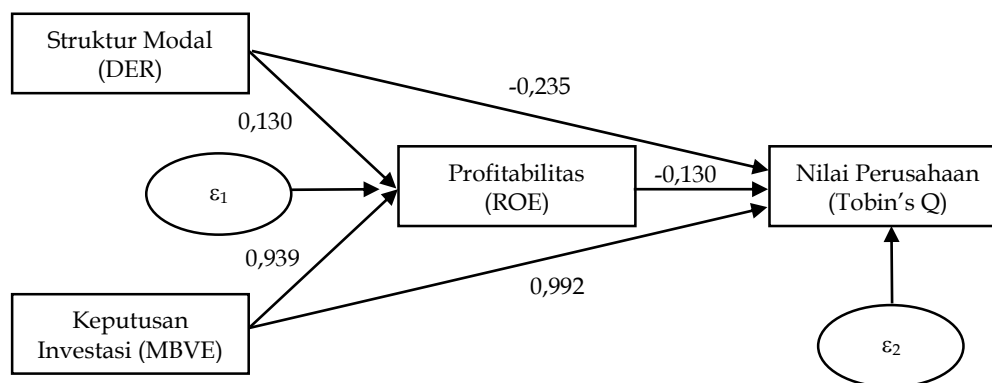 Struktur Modal
(DER)
-0,235
0,130
Profitabilitas
(ROE)
-0,130
Nilai Perusahaan
(Tobin’s Q)
ε1
0,939
0,992
Keputusan
Investasi (MBVE)
ε2